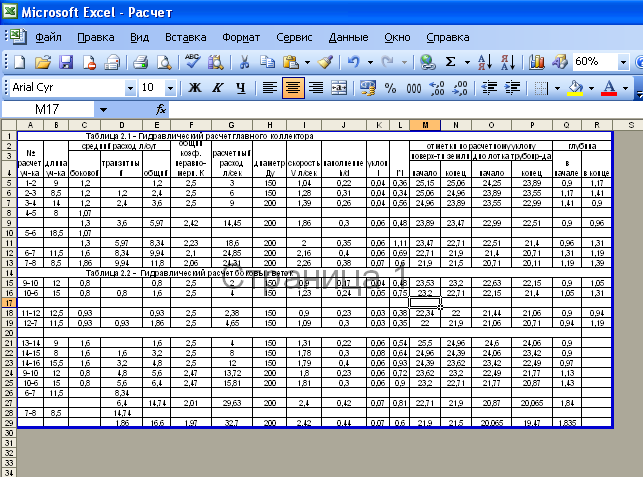 Microsoft Excel - Расчет
Файл Правка Вид Вставка Формат Сервис Данные Окно Справка
60%
Arial Cyr 10 Ж К Ч
M17 fx
A B C D E F G H I J K L M N O P Q R
1 Таблица 2.1 - Гидравлический расчет главного коллектора
2 № средний расход л/сут общий расчетный отметки по расчетному уклону глубина
3 расчет длина транзитный коэф. расход диаметр скорость наполнение уклон поверх-ти земли дно лотка трубопр-да в
4 уч-ка уч-ка боковой общий неравно-мерн. К л/сек Ду V л/сек h/d I l*I начало конец начало конец начало в конце
5 1-2 9 1,2 1,2 2,5 3 150 1,04 0,22 0,04 0,36 25,15 25,06 24,25 23,89 0,9 1,17
6 2-3 8,5 1,2 1,2 2,4 2,5 6 150 1,28 0,31 0,04 0,34 25,06 24,96 23,89 23,55 1,17 1,41
7 3-4 14 1,2 2,4 3,6 2,5 9 200 1,39 0,26 0,04 0,56 24,96 23,89 23,55 22,99 1,41 0,9
8 4-5 8 1,07
9 1,3 3,6 5,97 2,42 14,45 200 1,86 0,3 0,06 0,48 23,89 23,47 22,99 22,51 0,9 0,96
10 5-6 18,5 1,07
11 1,3 5,97 8,34 2,23 18,6 200 2 0,35 0,06 1,11 23,47 22,71 22,51 21,4 0,96 1,31
12 6-7 11,5 1,6 8,34 9,94 2,1 24,85 200 2,16 0,4 0,06 0,69 22,71 21,9 21,4 20,71 1,31 1,19
13 7-8 8,5 1,86 9,94 11,8 2,06 24,31 200 2,26 0,38 0,07 0,6 21,9 21,5 20,71 20,11 1,19 1,39
14 Таблица 2.2 - Гидравлический расчет боковых веток
15 9-10 12 0,8 0,8 2,5 2 150 0,9 0,17 0,04 0,48 23,53 23,2 22,63 22,15 0,9 1,05
16 10-6 15 0,8 0,8 1,6 2,5 4 150 1,23 0,24 0,05 0,75 23,2 22,71 22,15 21,4 1,05 1,31
Страница 1
17
18 11-12 12,5 0,93 0,93 2,5 2,38 150 0,9 0,23 0,03 0,38 22,34 22 21,44 21,06 0,9 0,94
19 12-7 11,5 0,93 0,93 1,86 2,5 4,65 150 1,09 0,3 0,03 0,35 22 21,9 21,06 20,71 0,94 1,19
20
21 13-14 9 1,6 1,6 2,5 4 150 1,31 0,22 0,06 0,54 25,5 24,96 24,6 24,06 0,9 0,9
22 14-15 8 1,6 1,6 3,2 2,5 8 150 1,78 0,3 0,08 0,64 24,96 24,39 24,06 23,42 0,9
23 14-16 15,5 1,6 3,2 4,8 2,5 12 150 1,79 0,4 0,06 0,93 24,39 23,62 23,42 22,49 0,97
24 9-10 12 0,8 4,8 5,6 2,47 13,72 200 1,8 0,3 0,06 0,72 23,62 23,2 22,49 21,77 1,13
25 10-6 15 0,8 5,6 6,4 2,47 15,81 200 1,81 0,3 0,06 0,9 23,2 22,71 21,77 20,87 1,43
26 6-7 11,5 8,34
27 6,4 14,74 2,01 29,63 200 2,4 0,42 0,07 0,81 22,71 21,9 20,87 20,065 1,84
28 7-8 8,5 14,74
29 1,86 16,6 1,97 32,7 200 2,42 0,44 0,07 0,6 21,9 21,5 20,065 19,47 1,835
30
31
32
33
34